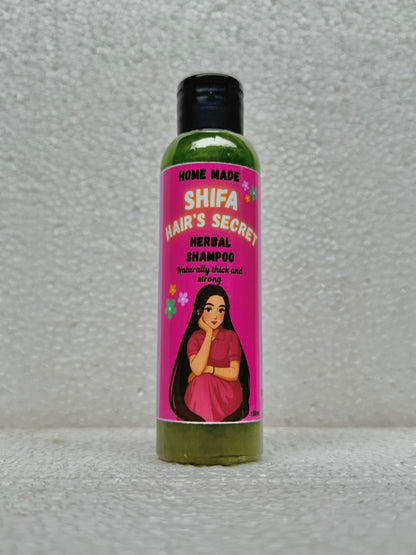 HOME MADE
SHIFA
HAIR'S SECRET
HERBAL
SHAMPOO
Naturally thick and
strong